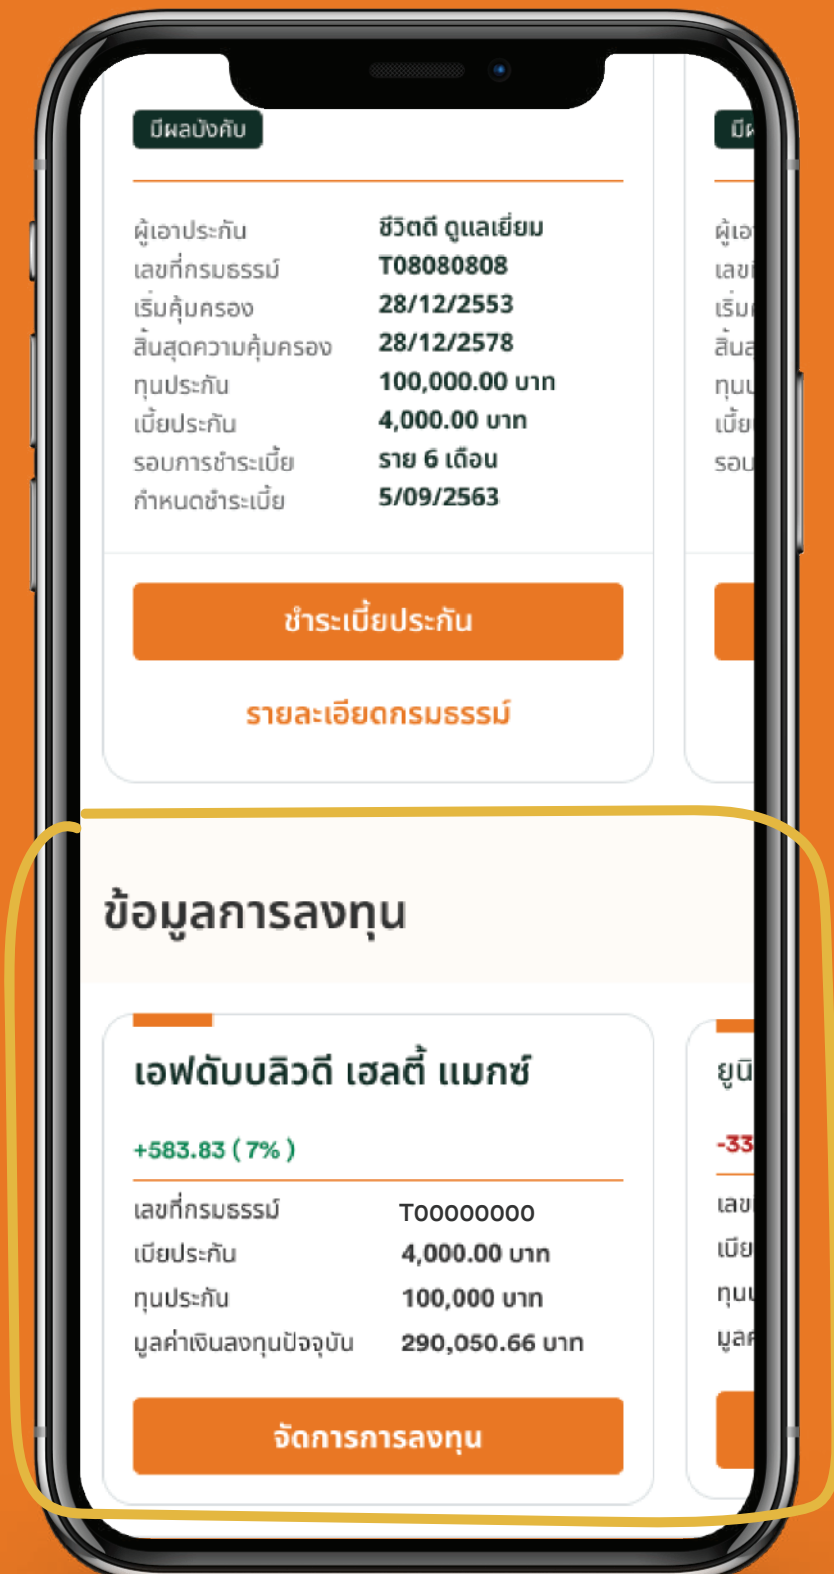 มีผลบังคับ
ผู้เอาประกัน ชีวิตดี ดูแลเยี่ยม
เลขที่กรมธรรม์ T08080808
เริ่มคุ้มครอง 28/12/2553
สิ้นสุดความคุ้มครอง 28/12/2578
ทุนประกัน 100,000.00 บาท
เบี้ยประกัน 4,000.00 บาท
รอบการชำระเบี้ย ราย 6 เดือน
กำหนดชำระเบี้ย 5/09/2563
ชำระเบี้ยประกัน
รายละเอียดกรมธรรม์
ข้อมูลการลงทุน
เอฟดับบลิวดี เฮลตี้ แมกซ์
+583.83 ( 7% )
เลขที่กรมธรรม์ T00000000
เบี้ยประกัน 4,000.00 บาท
ทุนประกัน 100,000 บาท
มูลค่าเงินลงทุนปัจจุบัน 290,050.66 บาท
จัดการการลงทุน
ยูนิ
-33